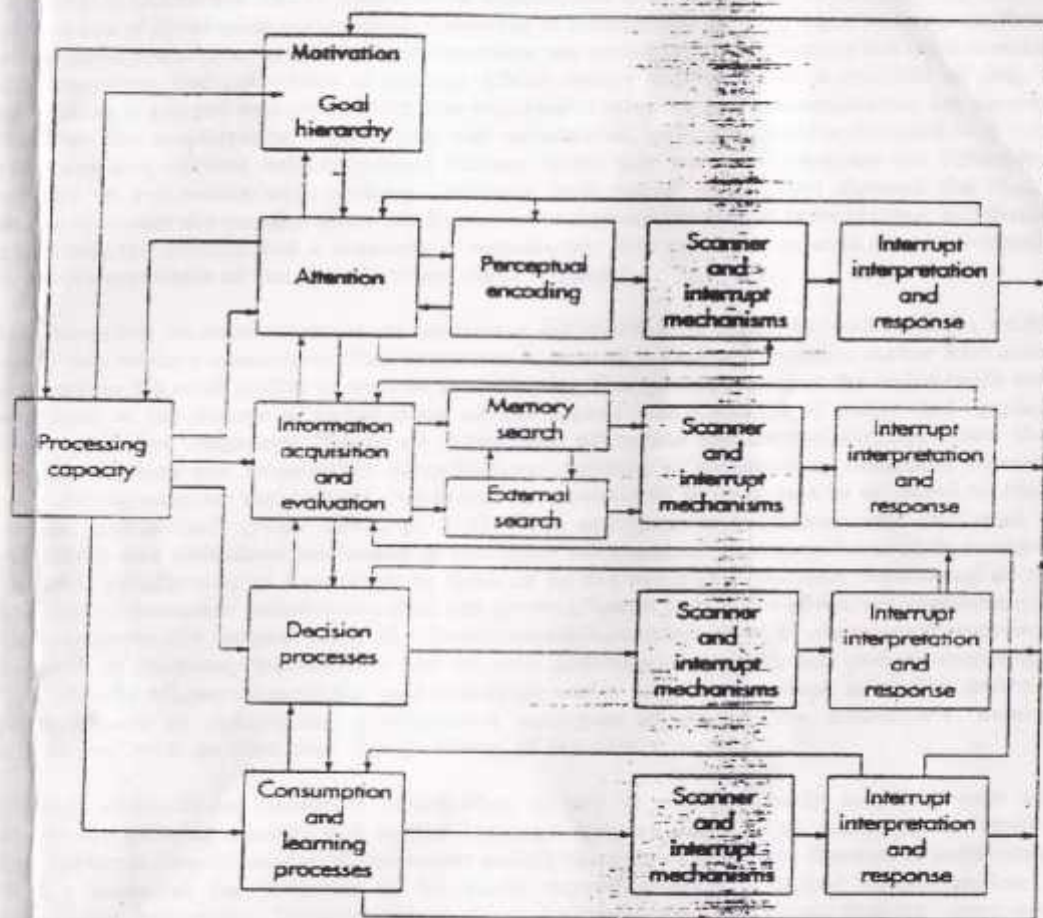 Motivation
Goal
hierarchy
Attention
Perceptual
encoding
Scanner
and
interrupt
mechanisms
Interrupt
interpretation
and
response
Processing
capacity
Information
acquisition
and
evaluation
Memory
search
External
search
Scanner
and
interrupt
mechanisms
Interrupt
interpretation
and
response
Decision
processes
Scanner
and
interrupt
mechanisms
Interrupt
interpretation
and
response
Consumption
and
learning
processes
Scanner
and
interrupt
mechanisms
Interrupt
interpretation
and
response